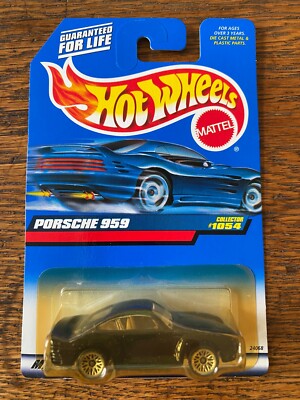 GUARANTEED
FOR LIFE
FOR AGES
OVER 3 YEARS.
DIE CAST METAL &
PLASTIC PARTS.
HOT WHEELS
MATTEL
®
PORSCHE 959
COLLECTOR
#1054
24068